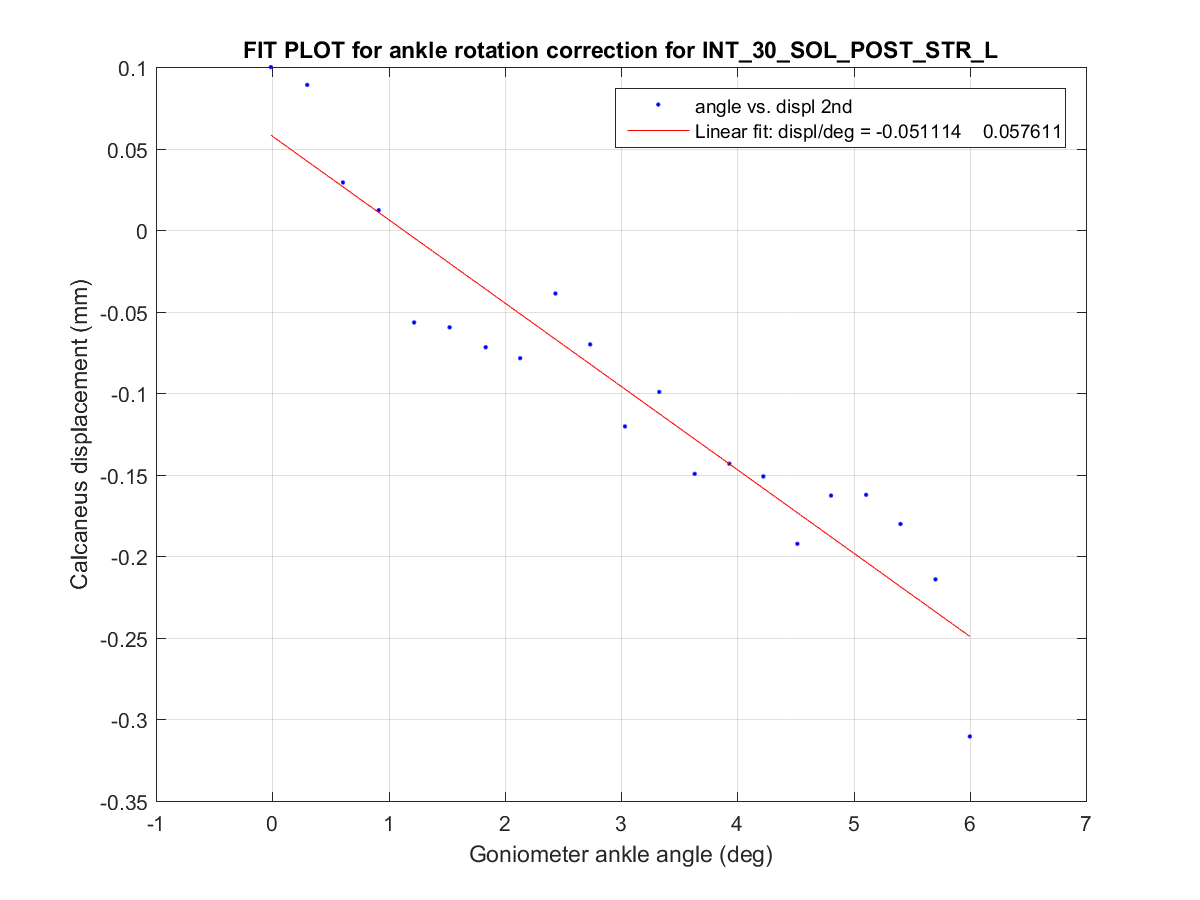 FIT PLOT for ankle rotation correction for INT_30_SOL_POST_STR_L
angle vs. displ 2nd
Linear fit: displ/deg = -0.051114    0.057611
0.1
0.05
0
-0.05
-0.1
-0.15
-0.2
-0.25
-0.3
-0.35
Calcaneus displacement (mm)
-1 0 1 2 3 4 5 6 7
Goniometer ankle angle (deg)